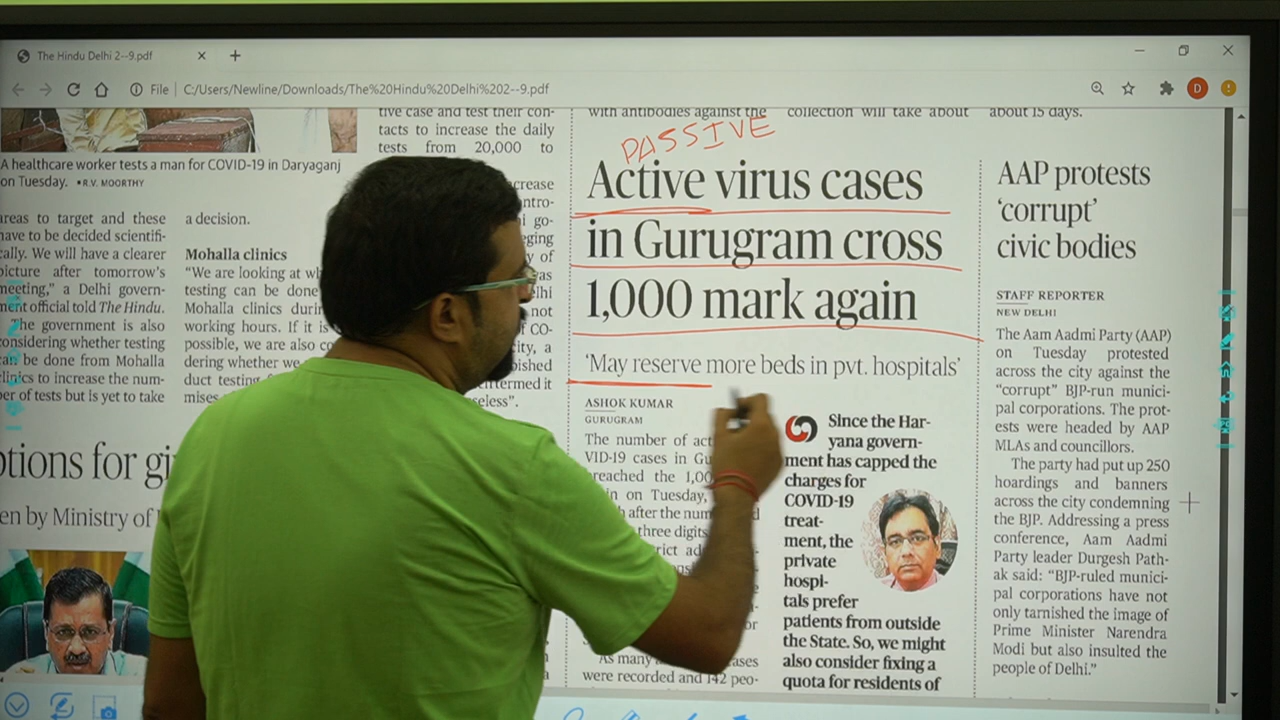 The Hindu Delhi 2--9.pdf
File | C:/Users/Newline/Downloads/The%20Hindu%20Delhi%202--9.pdf
D
tive case and test their con-
tacts to increase the daily
tests from 20,000 to
with antibodies against the
collection will take about
about 15 days.
A healthcare worker tests a man for COVID-19 in Daryaganj
on Tuesday. •R.V. MOORTHY
areas to target and these
have to be decided scientifi-
cally. We will have a clearer
picture after tomorrow's
meeting," a Delhi govern-
ment official told The Hindu.
The government is also
considering whether testing
can be done from Mohalla
clinics to increase the num-
ber of tests but is yet to take
a decision.
Mohalla clinics
"We are looking at
testing can be done
Mohalla clinics
working hours. If it is
possible, we are also
dering whether we
duct testing
PASSIVE
Active virus cases
in Gurugram cross
1,000 mark again
'May reserve more beds in pvt. hospitals'
ASHOK KUMAR
GURUGRAM
The number of
VID-19 cases in
reached the
on Tuesday,
after the
three digits
As many
were recorded and 142 peo-
Since the Har-
yana govern-
ment has capped the
charges for
COVID-19
treat-
ment, the
private
hospi-
tals prefer
patients from outside
the State. So, we might
also consider fixing a
quota for residents of
AAP protests
'corrupt'
civic bodies
STAFF REPORTER
NEW DELHI
The Aam Aadmi Party (AAP)
on Tuesday protested
across the city against the
"corrupt" BJP-run munici-
pal corporations. The prot-
ests were headed by AAP
MLAs and councillors.
The party had put up 250
hoardings and banners
across the city condemning
the BJP. Addressing a press
conference, Aam Aadmi
Party leader Durgesh Path-
ak said: "BJP-ruled munici-
pal corporations have not
only tarnished the image of
Prime Minister Narendra
Modi but also insulted the
people of Delhi."
for
by Ministry of